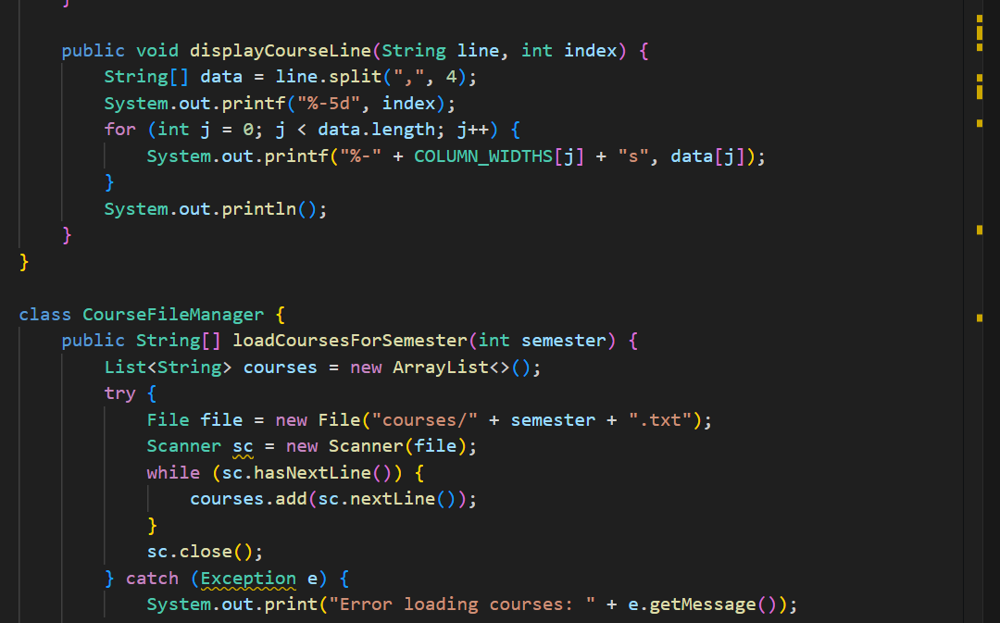 }
public void displayCourseLine(String line, int index) {
String[] data = line.split(",", 4);
System.out.printf("%-5d", index);
for (int j = 0; j < data.length; j++) {
System.out.printf("%-" + COLUMN_WIDTHS[j] + "s", data[j]);
}
System.out.println();
}
}
class CourseFileManager {
public String[] loadCoursesForSemester(int semester) {
List<String> courses = new ArrayList<>();
try {
File file = new File("courses/" + semester + ".txt");
Scanner sc = new Scanner(file);
while (sc.hasNextLine()) {
courses.add(sc.nextLine());
}
sc.close();
} catch (Exception e) {
System.out.print("Error loading courses: " + e.getMessage());